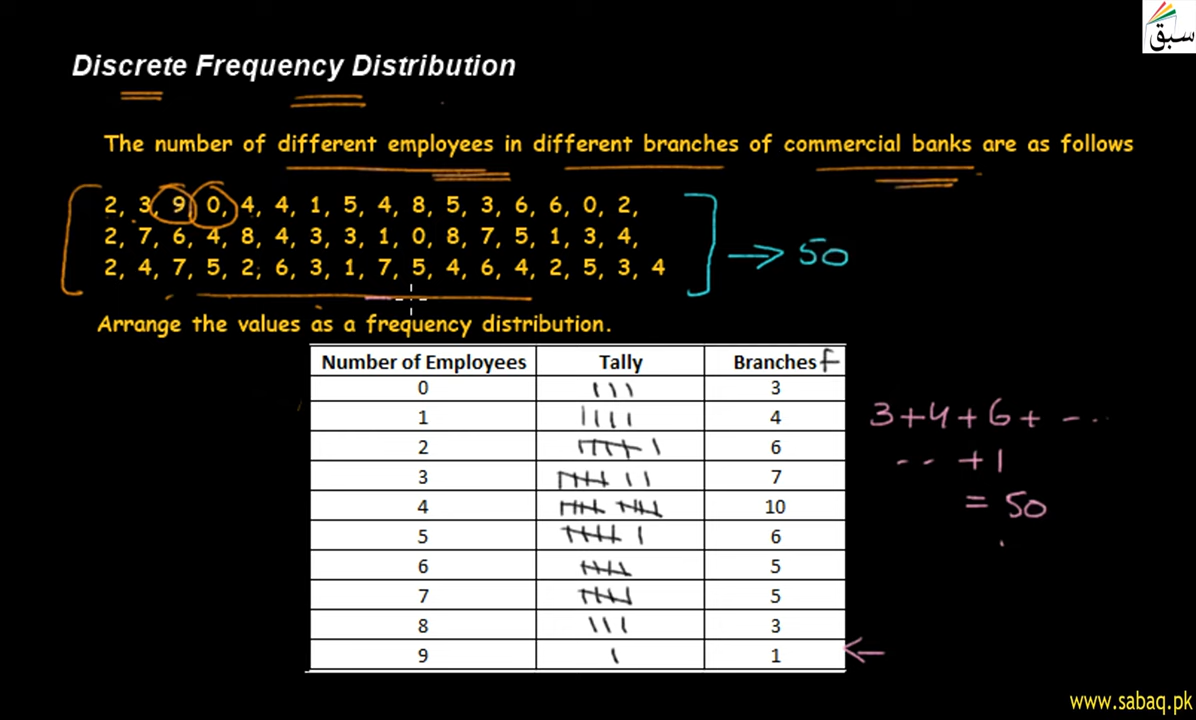 سبق
Discrete Frequency Distribution
The number of different employees in different branches of commercial banks are as follows
2, 3, 9, 0, 4, 4, 1, 5, 4, 8, 5, 3, 6, 6, 0, 2,
2, 7, 6, 4, 8, 4, 3, 3, 1, 0, 8, 7, 5, 1, 3, 4,
2, 4, 7, 5, 2, 6, 3, 1, 7, 5, 4, 6, 4, 2, 5, 3, 4
→ 50
Arrange the values as a frequency distribution.
Number of Employees Tally Branches f
0 3
1 4
2 6
3 7
4 10
5 6
6 5
7 5
8 3
9 1
3+4+6+ -...
-- +1
= 50
www.sabaq.pk